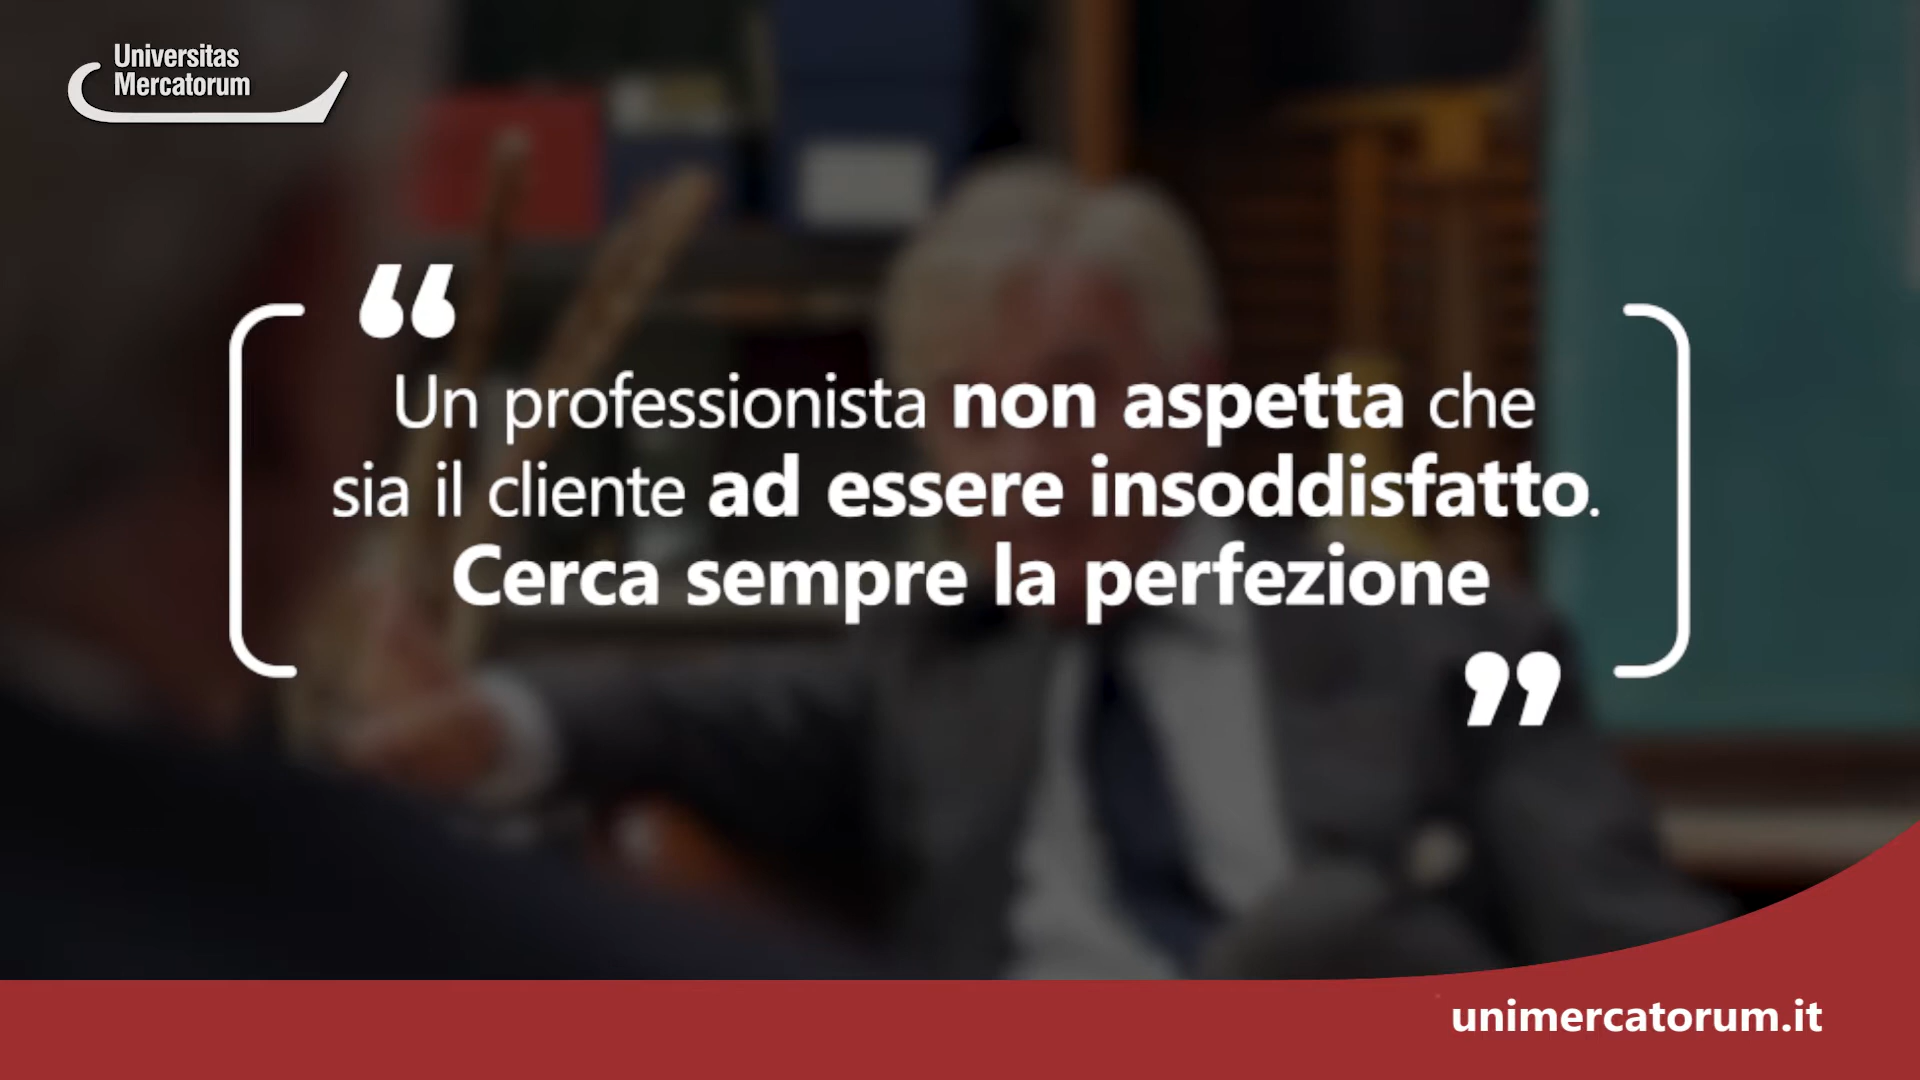 Universitas
Mercatorum
“
Un professionista non aspetta che
sia il cliente ad essere insoddisfatto.
Cerca sempre la perfezione
”
unimercatorum.it